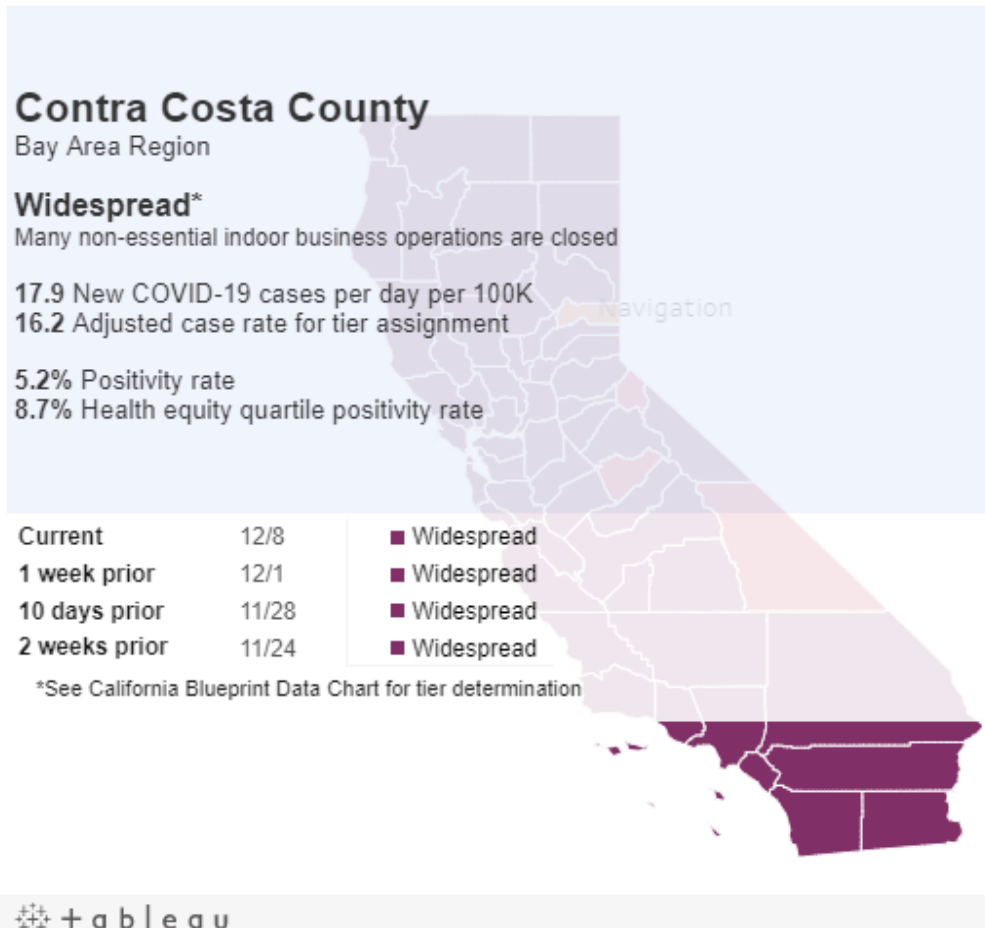 Contra Costa County
Bay Area Region
Widespread*
Many non-essential indoor business operations are closed
17.9 New COVID-19 cases per day per 100K
Navigation
16.2 Adjusted case rate for tier assignment
5.2% Positivity rate
8.7% Health equity quartile positivity rate
Current 12/8 Widespread
1 week prior 12/1 Widespread
10 days prior 11/28 Widespread
2 weeks prior 11/24 Widespread
*See California Blueprint Data Chart for tier determination
+ableau